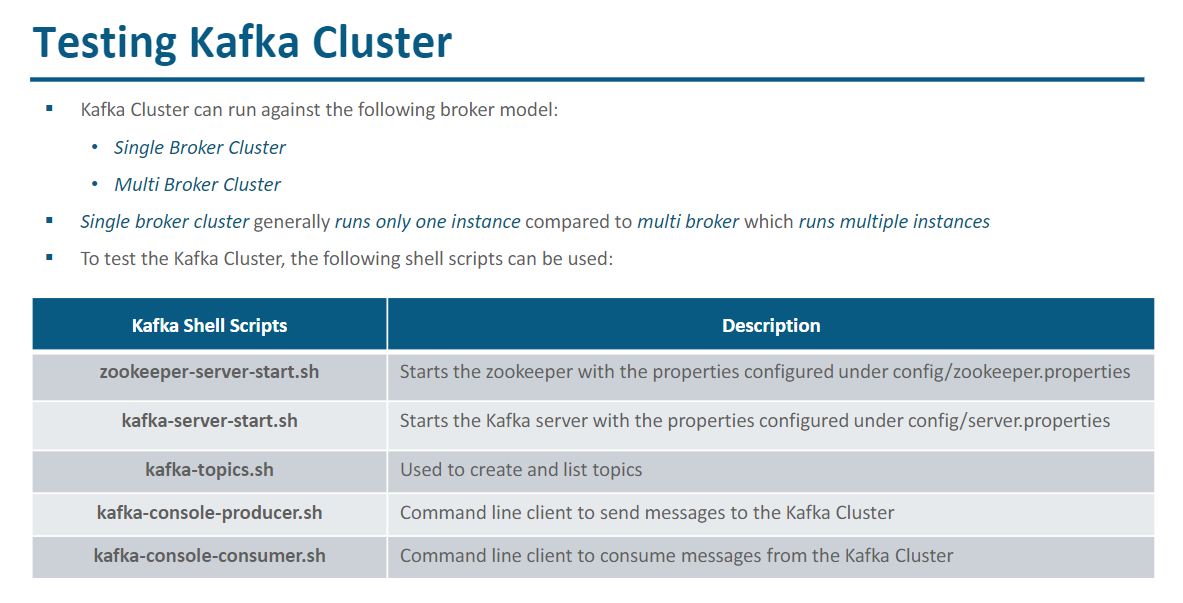 Testing Kafka Cluster
▪ Kafka Cluster can run against the following broker model:
• Single Broker Cluster
• Multi Broker Cluster
▪ Single broker cluster generally runs only one instance compared to multi broker which runs multiple instances
▪ To test the Kafka Cluster, the following shell scripts can be used:
Kafka Shell Scripts Description
zookeeper-server-start.sh Starts the zookeeper with the properties configured under config/zookeeper.properties
kafka-server-start.sh Starts the Kafka server with the properties configured under config/server.properties
kafka-topics.sh Used to create and list topics
kafka-console-producer.sh Command line client to send messages to the Kafka Cluster
kafka-console-consumer.sh Command line client to consume messages from the Kafka Cluster